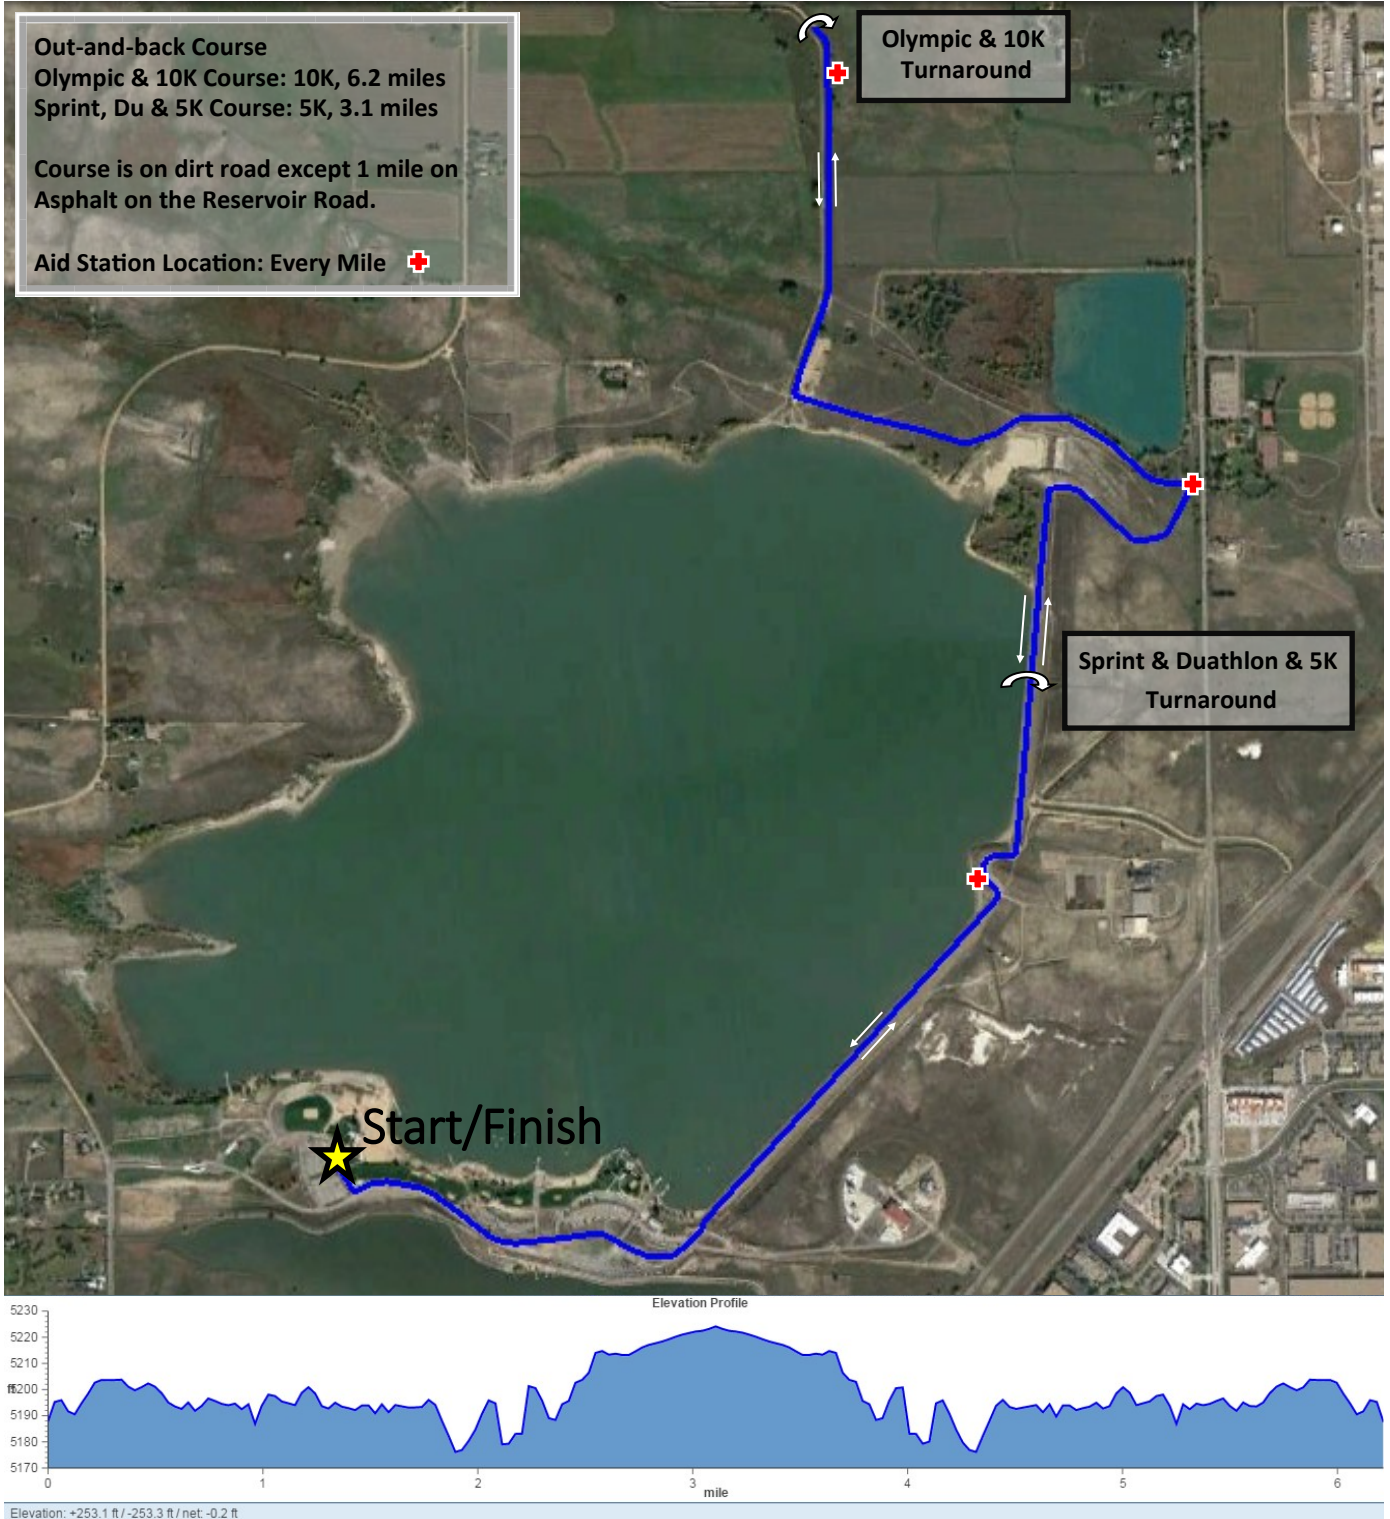 Out-and-back Course
Olympic & 10K Course: 10K, 6.2 miles
Sprint, Du & 5K Course: 5K, 3.1 miles
Course is on dirt road except 1 mile on
Asphalt on the Reservoir Road.
Aid Station Location: Every Mile
Olympic & 10K
Turnaround
Sprint & Duathlon & 5K
Turnaround
Start/Finish
Elevation Profile
5230
5220
5210
5200
ft
5190
5180
5170
0 1 2 3 4 5 6
mile
Elevation: +253.1 ft / -253.3 ft / net: -0.2 ft